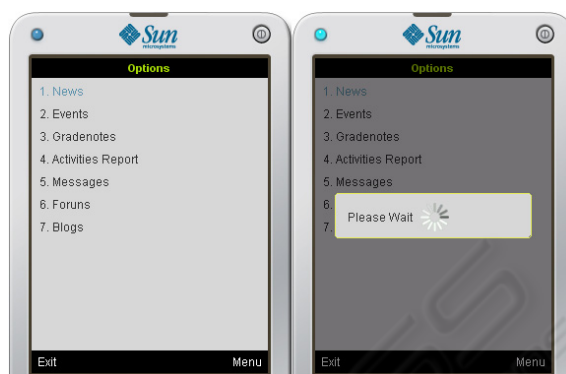 Sun
microsystems
Options
1. News
2. Events
3. Gradenotes
4. Activities Report
5. Messages
6. Foruns
7. Blogs
Exit Menu
Sun
microsystems
Options
1. News
2. Events
3. Gradenotes
4. Activities Report
5. Messages
6.
7.
Please Wait
Exit Menu